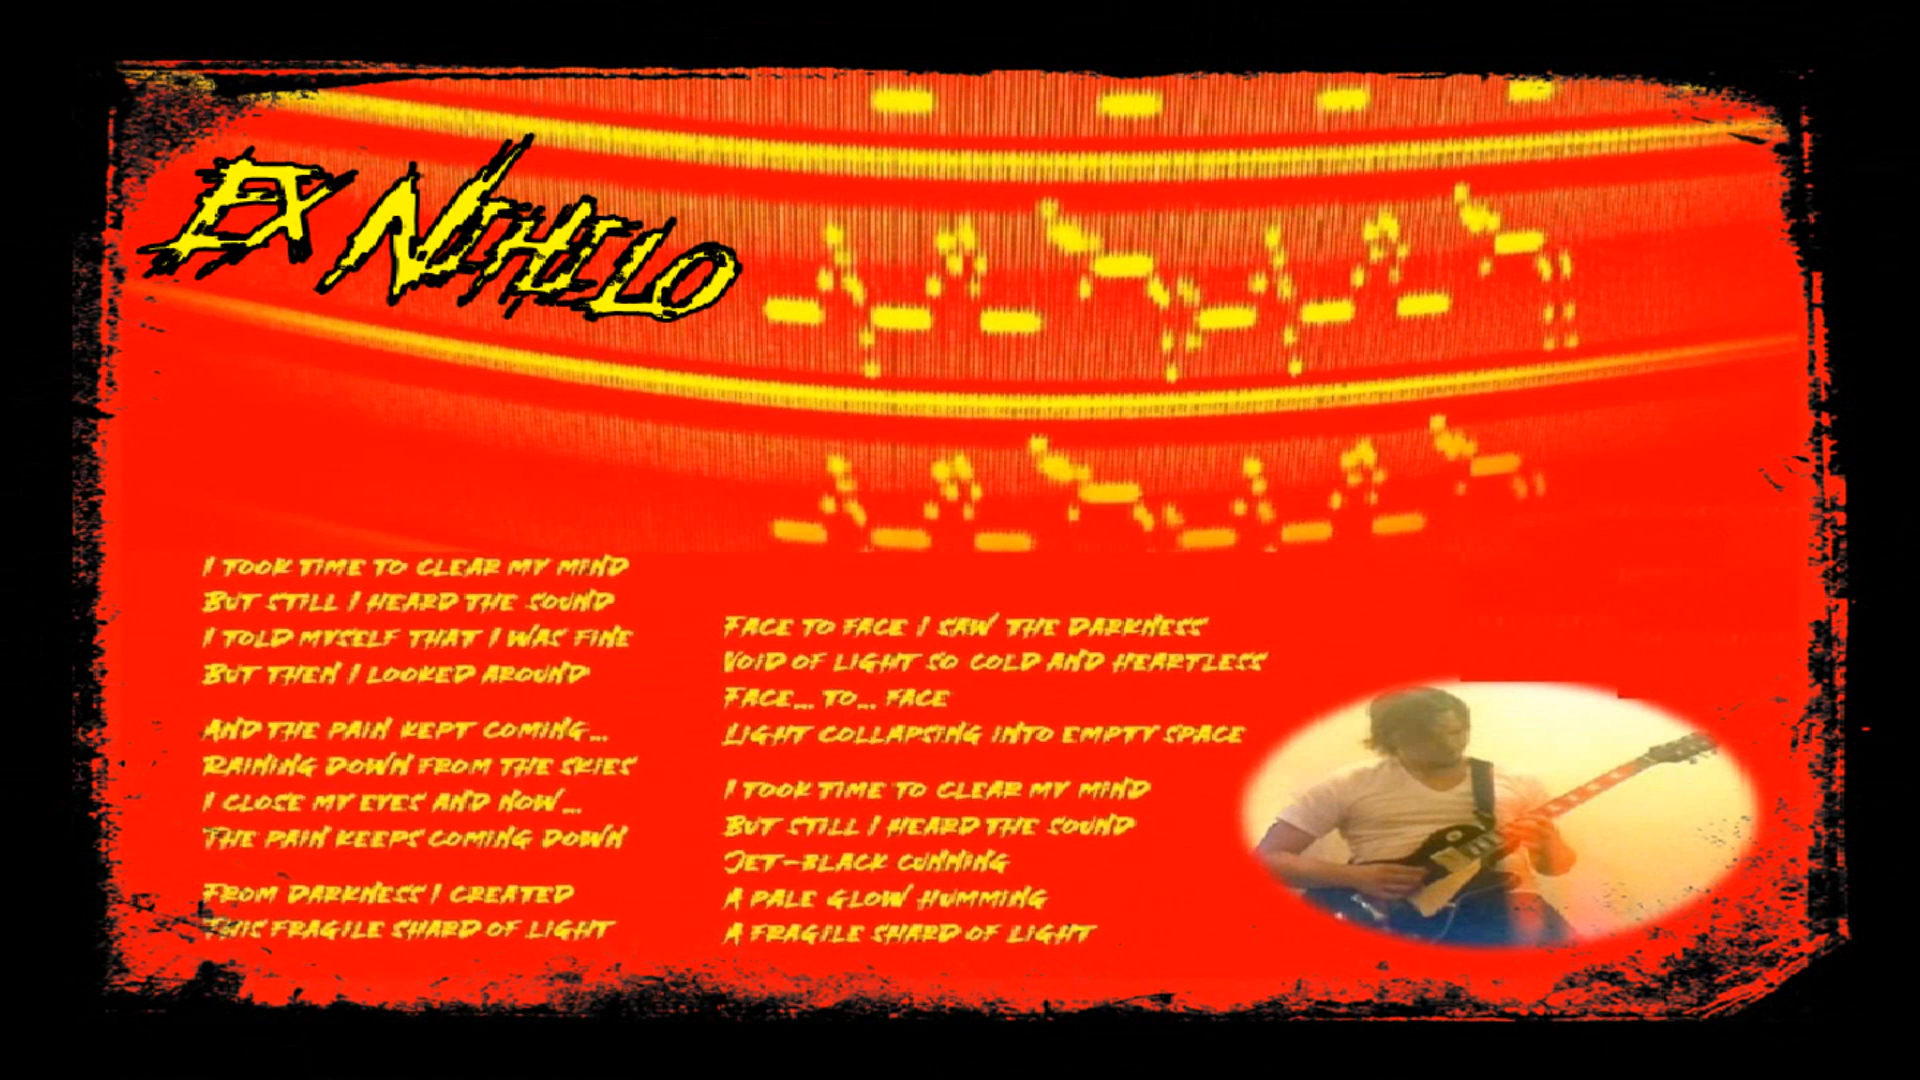 EX NIHILO
I TOOK TIME TO CLEAR MY MIND
BUT STILL I HEARD THE SOUND
I TOLD MYSELF THAT I WAS FINE
BUT THEN I LOOKED AROUND
AND THE PAIN KEPT COMING...
RAINING DOWN FROM THE SKIES
I CLOSE MY EYES AND NOW...
THE PAIN KEEPS COMING DOWN
FROM DARKNESS I CREATED
THIS FRAGILE SHARD OF LIGHT
FACE TO FACE I SAW THE DARKNESS
VOID OF LIGHT SO COLD AND HEARTLESS
FACE... TO... FACE
LIGHT COLLAPSING INTO EMPTY SPACE
I TOOK TIME TO CLEAR MY MIND
BUT STILL I HEARD THE SOUND
JET-BLACK CUNNING
A PALE GLOW HUMMING
A FRAGILE SHARD OF LIGHT